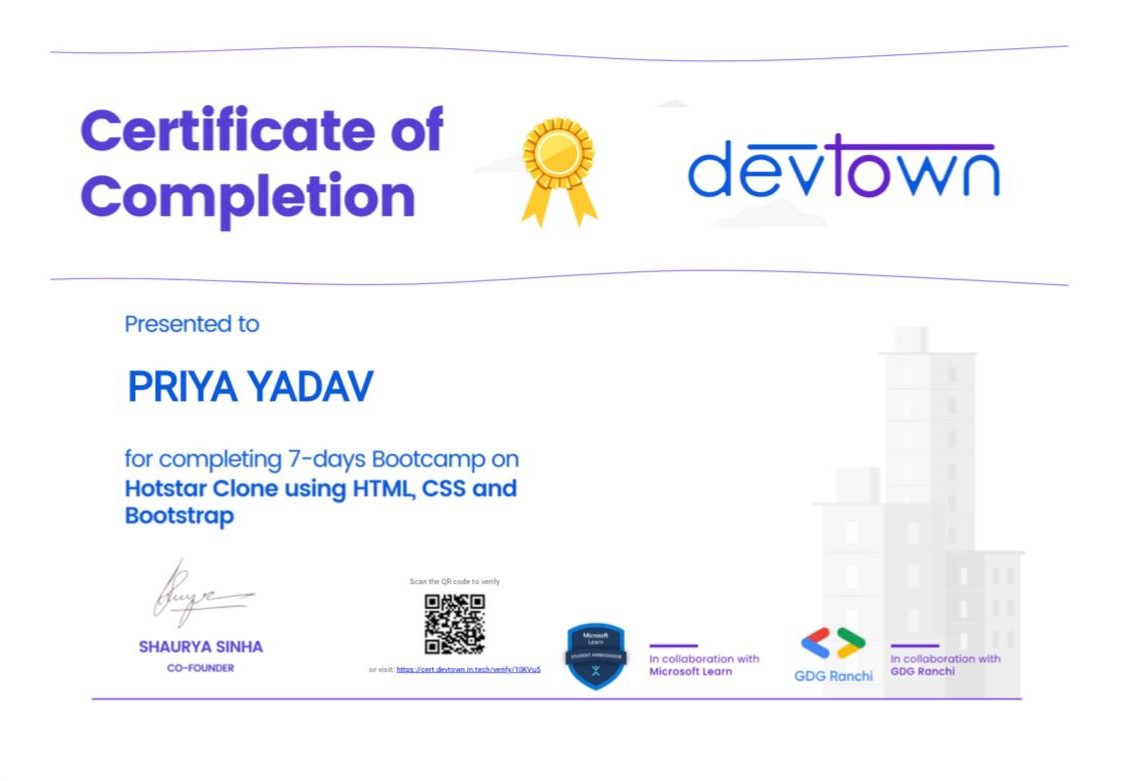 Certificate of
Completion
devtown
Presented to
PRIYA YADAV
for completing 7-days Bootcamp on
Hotstar Clone using HTML, CSS and
Bootstrap
SHAURYA SINHA
CO-FOUNDER
Scan the QR code to verify
or visit: https://cert.devtown.in.tech/verify/10KVu5
Microsoft
Learn
STUDENT AMBASSADOR
In collaboration with
Microsoft Learn
GDG Ranchi
In collaboration with
GDG Ranchi